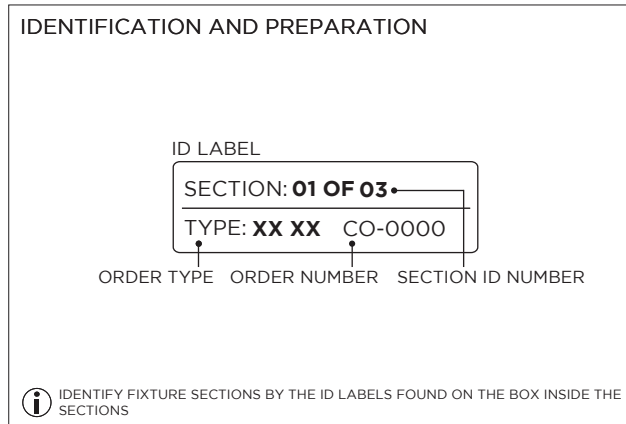 IDENTIFICATION AND PREPARATION
ID LABEL
SECTION: 01 OF 03
TYPE: XX XX CO-0000
ORDER TYPE ORDER NUMBER SECTION ID NUMBER
IDENTIFY FIXTURE SECTIONS BY THE ID LABELS FOUND ON THE BOX INSIDE THE
SECTIONS